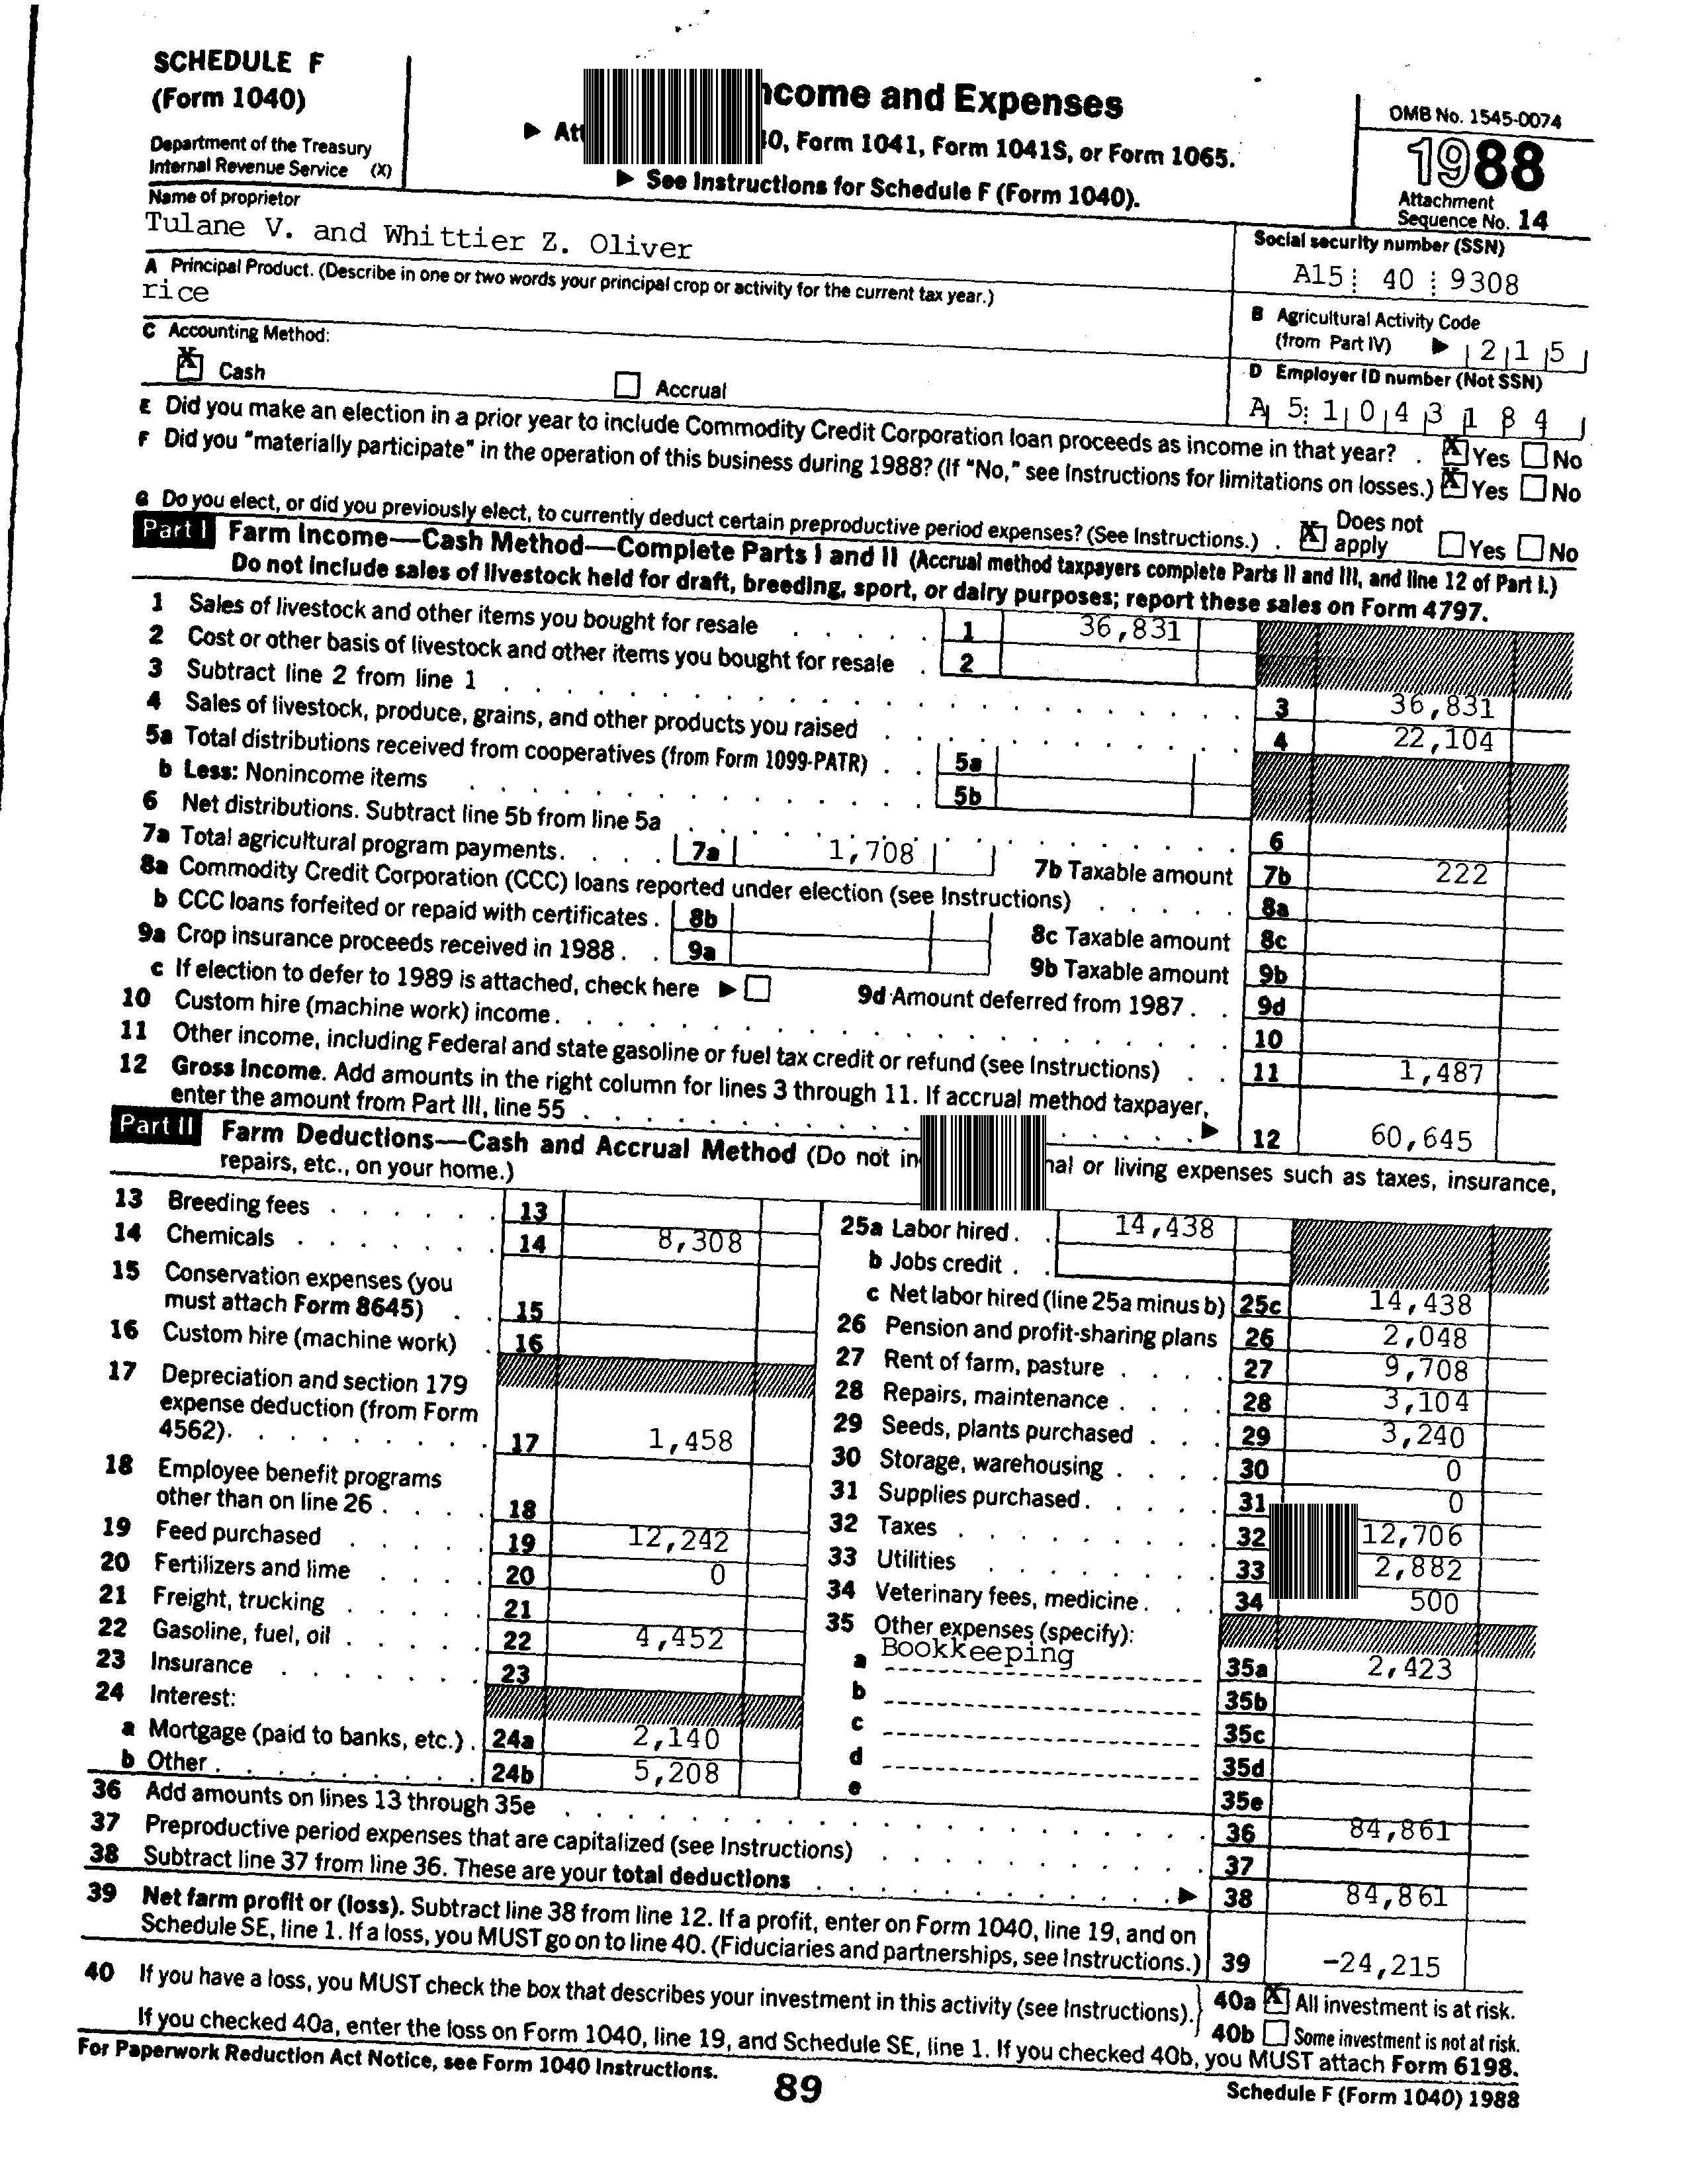 SCHEDULE F
(Form 1040)
Department of the Treasury
Internal Revenue Service (X)
ncome and Expenses
▶ Att 40, Form 1041, Form 1041S, or Form 1065.
▶ See Instructions for Schedule F (Form 1040).
OMB No. 1545-0074
1988
Attachment
Sequence No. 14
Name of proprietor
Tulane V. and Whittier Z. Oliver
Social security number (SSN)
A15 40 9308
A Principal Product. (Describe in one or two words your principal crop or activity for the current tax year.)
rice
B Agricultural Activity Code
(from Part IV) ▶ 2 1 5
C Accounting Method:
X Cash Accrual
D Employer ID number (Not SSN)
A 5 1 0 4 3 1 8 4
E Did you make an election in a prior year to include Commodity Credit Corporation loan proceeds as income in that year? . X Yes No
F Did you "materially participate" in the operation of this business during 1988? (If "No," see Instructions for limitations on losses.) X Yes No
G Do you elect, or did you previously elect, to currently deduct certain preproductive period expenses? (See Instructions.) . X Does not apply Yes No
Part I Farm Income—Cash Method—Complete Parts I and II (Accrual method taxpayers complete Parts II and III, and line 12 of Part I.)
Do not include sales of livestock held for draft, breeding, sport, or dairy purposes; report these sales on Form 4797.
1 Sales of livestock and other items you bought for resale . . . . . 1 36,831
2 Cost or other basis of livestock and other items you bought for resale . 2
3 Subtract line 2 from line 1 . . . . . 3 36,831
4 Sales of livestock, produce, grains, and other products you raised . . . . . 4 22,104
5a Total distributions received from cooperatives (from Form 1099-PATR) . . 5a
b Less: Nonincome items . . . . . 5b
6 Net distributions. Subtract line 5b from line 5a . . . . . 6
7a Total agricultural program payments. . . . . 7a 1,708 7b Taxable amount 7b 222
8a Commodity Credit Corporation (CCC) loans reported under election (see Instructions) . . . . . 8a
b CCC loans forfeited or repaid with certificates . 8b 8c Taxable amount 8c
9a Crop insurance proceeds received in 1988 . . 9a 9b Taxable amount 9b
c If election to defer to 1989 is attached, check here ▶ 9d Amount deferred from 1987 . . 9d
10 Custom hire (machine work) income . . . . . 10
11 Other income, including Federal and state gasoline or fuel tax credit or refund (see Instructions) . . 11 1,487
12 Gross Income. Add amounts in the right column for lines 3 through 11. If accrual method taxpayer,
enter the amount from Part III, line 55 . . . . . ▶ 12 60,645
Part II Farm Deductions—Cash and Accrual Method (Do not in nal or living expenses such as taxes, insurance,
repairs, etc., on your home.)
13 Breeding fees . . . . . . 13
14 Chemicals . . . . . . . 14 8,308
15 Conservation expenses (you
must attach Form 8645) . . 15
16 Custom hire (machine work) . 16
17 Depreciation and section 179
expense deduction (from Form
4562). . . . . . . . . 17 1,458
18 Employee benefit programs
other than on line 26 . . . . 18
19 Feed purchased . . . . . 19 12,242
20 Fertilizers and lime . . . . 20 0
21 Freight, trucking . . . . . 21
22 Gasoline, fuel, oil . . . . . 22 4,452
23 Insurance . . . . . . . 23
24 Interest:
a Mortgage (paid to banks, etc.) . 24a 2,140
b Other . . . . . . . . . 24b 5,208
25a Labor hired . . 14,438
b Jobs credit . .
c Net labor hired (line 25a minus b) 25c 14,438
26 Pension and profit-sharing plans 26 2,048
27 Rent of farm, pasture . . . . 27 9,708
28 Repairs, maintenance . . . . 28 3,104
29 Seeds, plants purchased . . . 29 3,240
30 Storage, warehousing . . . . 30 0
31 Supplies purchased . . . . . 31 0
32 Taxes . . . . . . . . 32 12,706
33 Utilities . . . . . . . 33 2,882
34 Veterinary fees, medicine . . . 34 500
35 Other expenses (specify):
a Bookkeeping 35a 2,423
b 35b
c 35c
d 35d
e 35e
36 Add amounts on lines 13 through 35e . . . . . 36 84,861
37 Preproductive period expenses that are capitalized (see Instructions) . . . . . 37
38 Subtract line 37 from line 36. These are your total deductions . . . . . ▶ 38 84,861
39 Net farm profit or (loss). Subtract line 38 from line 12. If a profit, enter on Form 1040, line 19, and on
Schedule SE, line 1. If a loss, you MUST go on to line 40. (Fiduciaries and partnerships, see Instructions.) 39 -24,215
40 If you have a loss, you MUST check the box that describes your investment in this activity (see Instructions). 40a X All investment is at risk.
40b Some investment is not at risk.
If you checked 40a, enter the loss on Form 1040, line 19, and Schedule SE, line 1. If you checked 40b, you MUST attach Form 6198.
For Paperwork Reduction Act Notice, see Form 1040 Instructions.
89
Schedule F (Form 1040) 1988